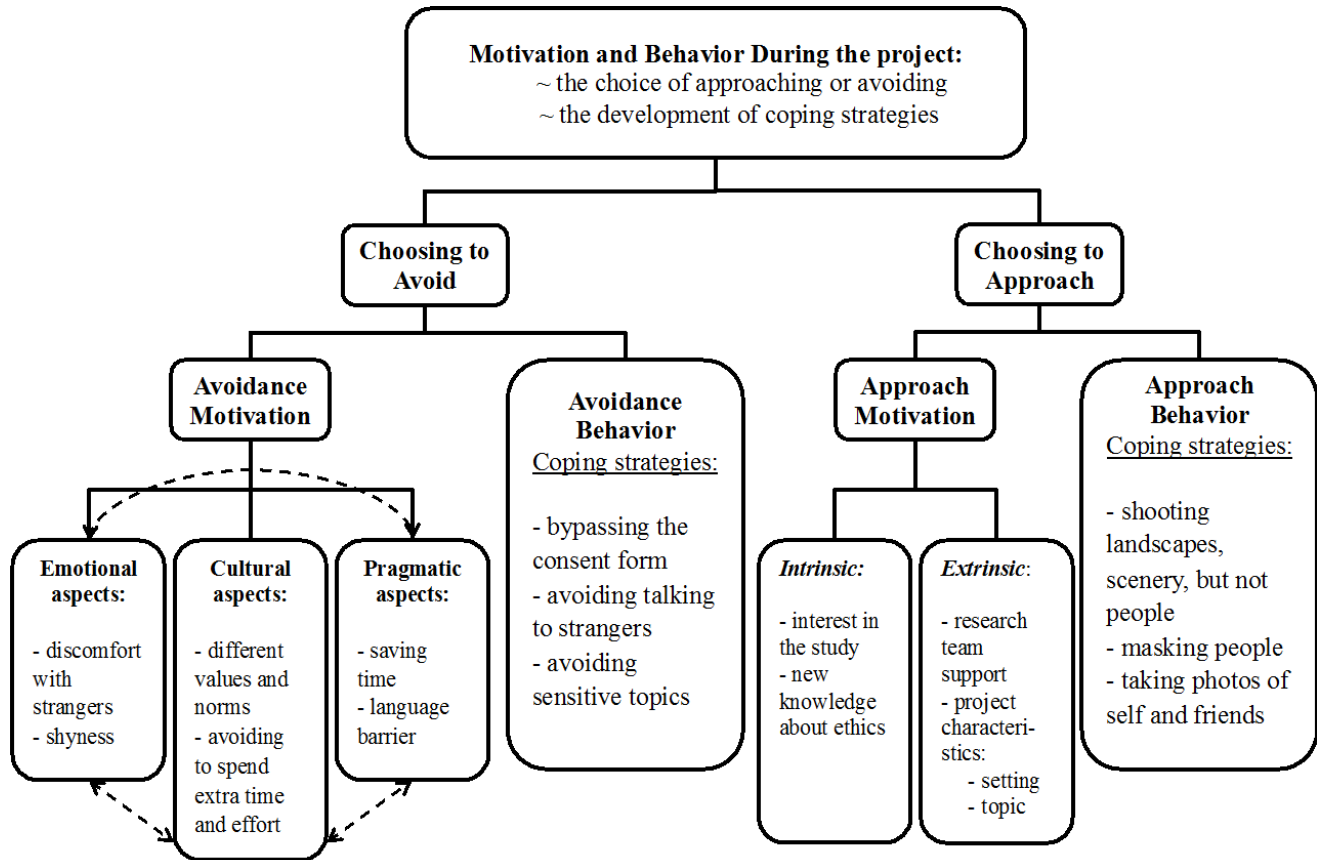 Motivation and Behavior During the project:
~ the choice of approaching or avoiding
~ the development of coping strategies
Choosing to
Avoid
Choosing to
Approach
Avoidance
Motivation
Avoidance
Behavior
Coping strategies:
- bypassing the
consent form
- avoiding talking
to strangers
- avoiding
sensitive topics
Approach
Motivation
Approach
Behavior
Coping strategies:
- shooting
landscapes,
scenery, but not
people
- masking people
- taking photos of
self and friends
Emotional
aspects:
- discomfort
with
strangers
- shyness
Cultural
aspects:
- different
values and
norms
- avoiding
to spend
extra time
and effort
Pragmatic
aspects:
- saving
time
- language
barrier
Intrinsic:
- interest in
the study
- new
knowledge
about ethics
Extrinsic:
- research
team
support
- project
characteri-
stics:
- setting
- topic